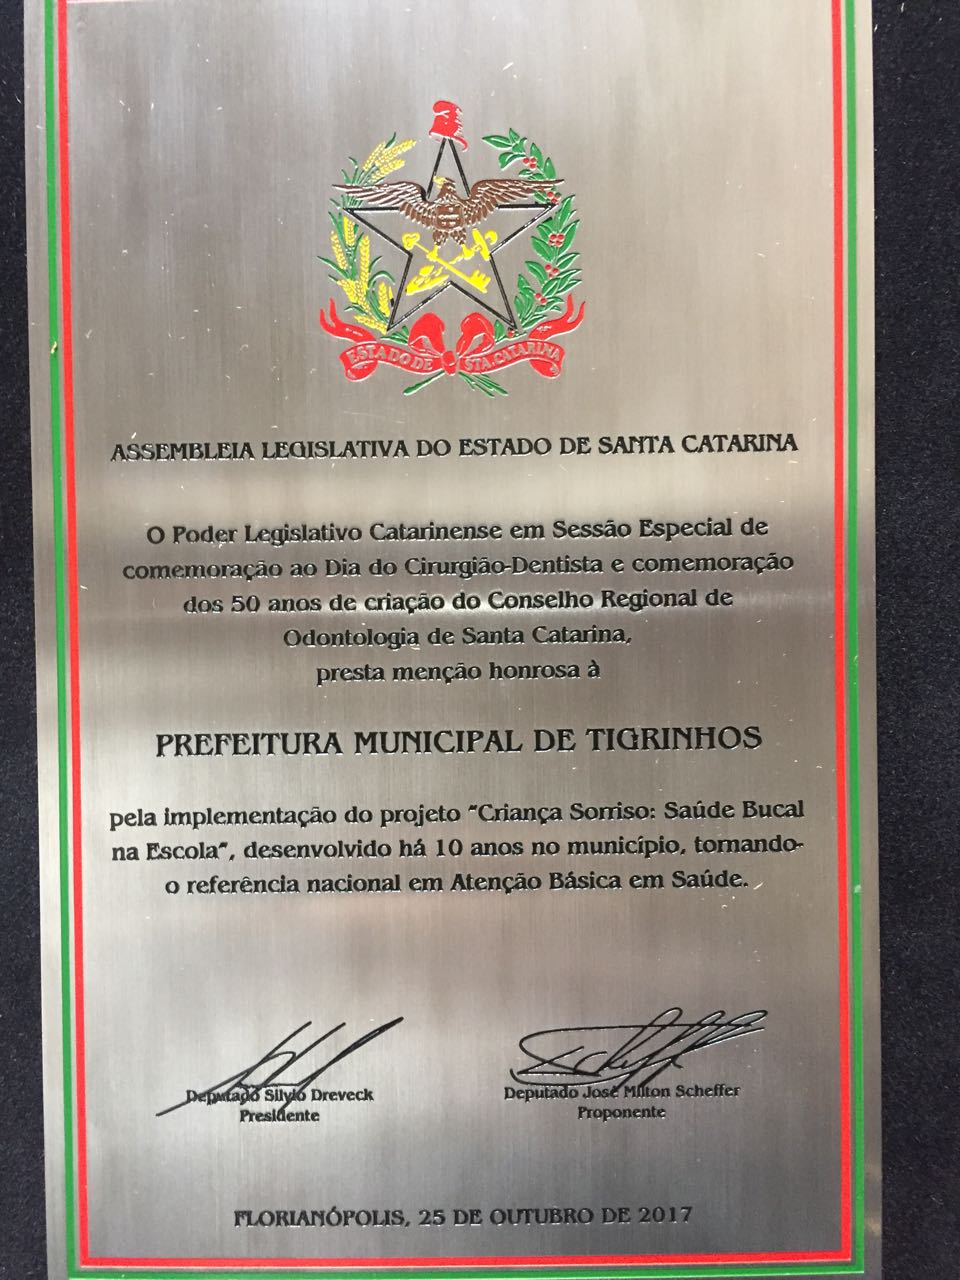 ESTADO DE STA. CATARINA
ASSEMBLEIA LEGISLATIVA DO ESTADO DE SANTA CATARINA
O Poder Legislativo Catarinense em Sessão Especial de
comemoração ao Dia do Cirurgião-Dentista e comemoração
dos 50 anos de criação do Conselho Regional de
Odontologia de Santa Catarina,
presta menção honrosa à
PREFEITURA MUNICIPAL DE TIGRINHOS
pela implementação do projeto "Criança Sorriso: Saúde Bucal
na Escola", desenvolvido há 10 anos no município, tornando-
o referência nacional em Atenção Básica em Saúde.
Deputado Silvio Dreveck
Presidente
Deputado José Milton Scheffer
Proponente
FLORIANÓPOLIS, 25 DE OUTUBRO DE 2017